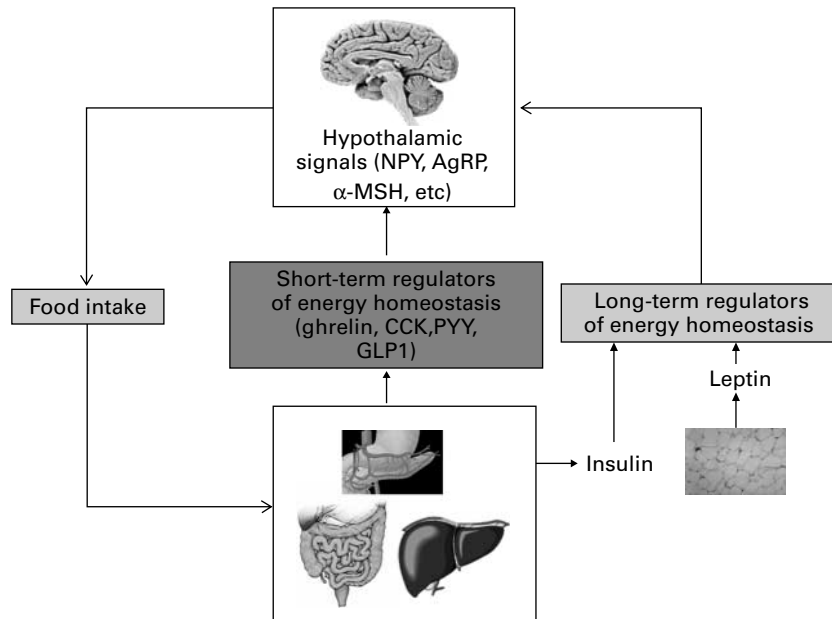 Hypothalamic
signals (NPY, AgRP,
α-MSH, etc)
Food intake
Short-term regulators
of energy homeostasis
(ghrelin, CCK,PYY,
GLP1)
Long-term regulators
of energy homeostasis
Leptin
Insulin